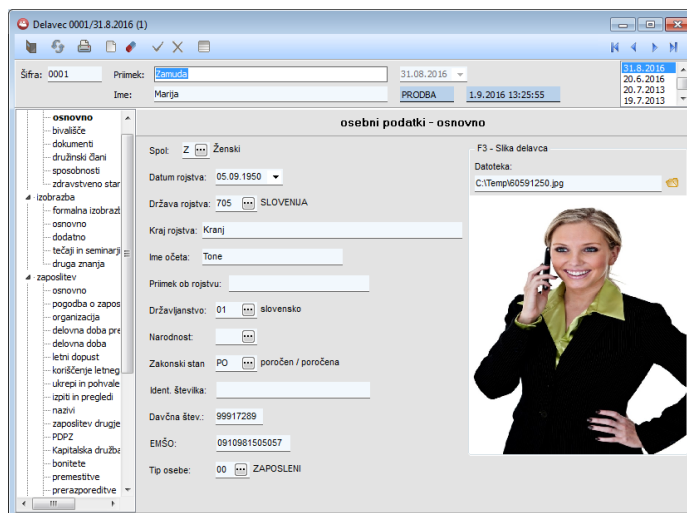 Delavec 0001/31.8.2016 (1)
Šifra: 0001 Priimek: Zamuda 31.08.2016
Ime: Marija PRODBA 1.9.2016 13:25:55
31.8.2016
20.6.2016
20.7.2013
19.7.2013
osnovno
bivališče
dokumenti
družinski člani
sposobnosti
zdravstveno star
izobrazba
formalna izobrazt
osnovno
dodatno
tečaji in seminarji
druga znanja
zaposlitev
osnovno
pogodba o zapos
organizacija
delovna doba pre
delovna doba
letni dopust
koriščenje letneg
ukrepi in pohvale
izpiti in pregledi
nazivi
zaposlitev drugje
PDPZ
Kapitalska družba
bonitete
premestitve
prerazporeditve
osebni podatki - osnovno
Spol: Z ... Ženski
Datum rojstva: 05.09.1950
Država rojstva: 705 ... SLOVENIJA
Kraj rojstva: Kranj
Ime očeta: Tone
Priimek ob rojstvu:
Državljanstvo: 01 ... slovensko
Narodnost: ...
Zakonski stan PO ... poročen / poročena
Ident. številka:
Davčna štev.: 99917289
EMŠO: 0910981505057
Tip osebe: 00 ... ZAPOSLENI
F3 - Slika delavca
Datoteka:
C:\Temp\60591250.jpg